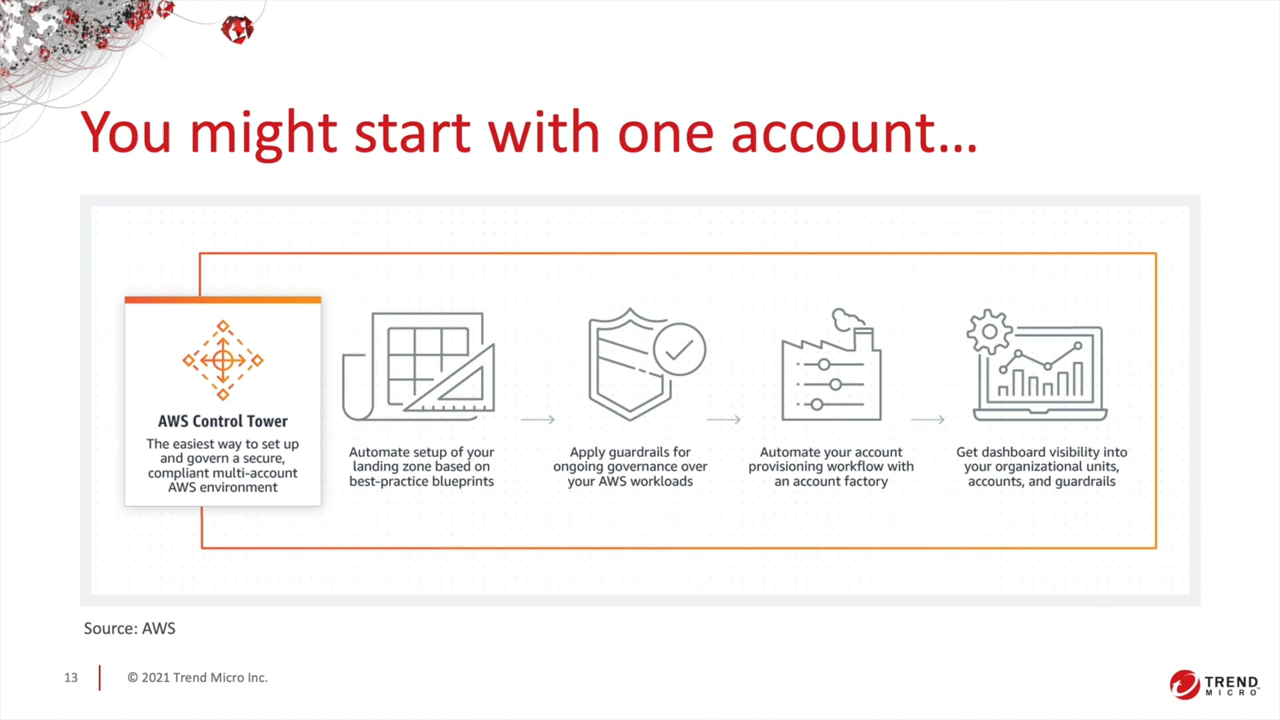 You might start with one account...
AWS Control Tower
The easiest way to set up
and govern a secure,
compliant multi-account
AWS environment
Automate setup of your
landing zone based on
best-practice blueprints
Apply guardrails for
ongoing governance over
your AWS workloads
Automate your account
provisioning workflow with
an account factory
Get dashboard visibility into
your organizational units,
accounts, and guardrails
Source: AWS
13
© 2021 Trend Micro Inc.
TREND
MICRO